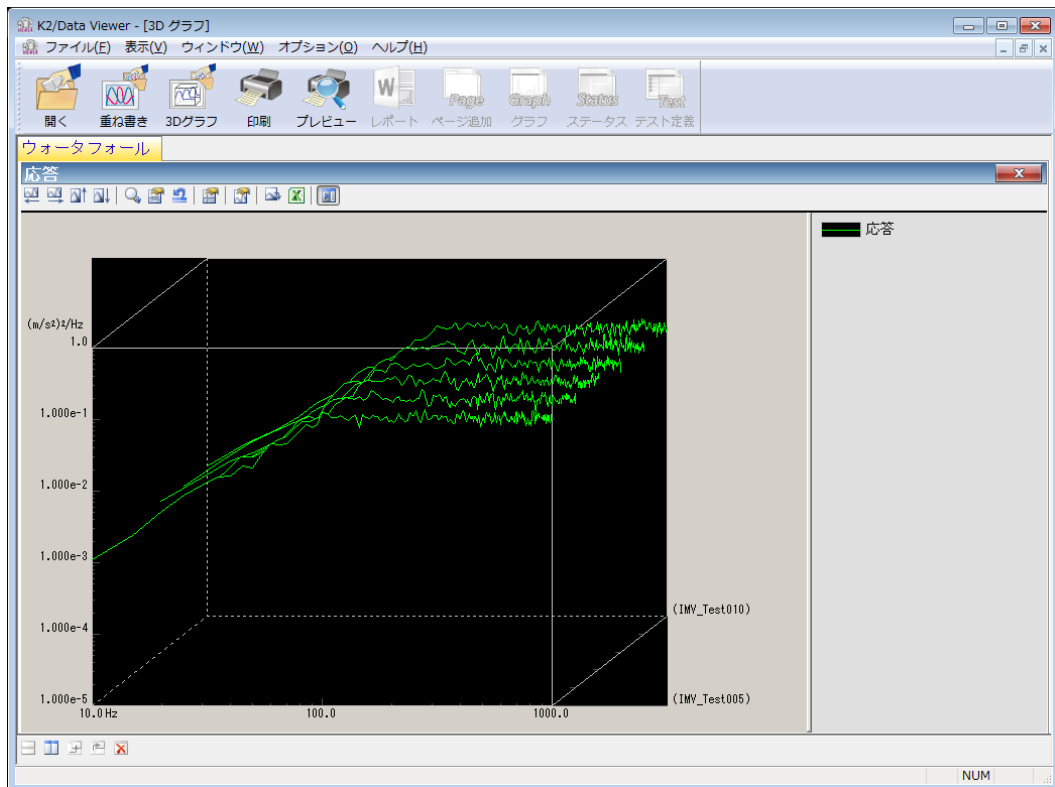 K2/Data Viewer - [3D グラフ]
ファイル(F) 表示(V) ウィンドウ(W) オプション(O) ヘルプ(H)
開く 重ね書き 3Dグラフ 印刷 プレビュー レポート ページ追加 グラフ ステータス テスト定義
ウォータフォール
応答
応答
(m/s²)²/Hz
1.0
1.000e-1
1.000e-2
1.000e-3
1.000e-4
1.000e-5
(IMV_Test010)
(IMV_Test005)
10.0 Hz 100.0 1000.0
NUM